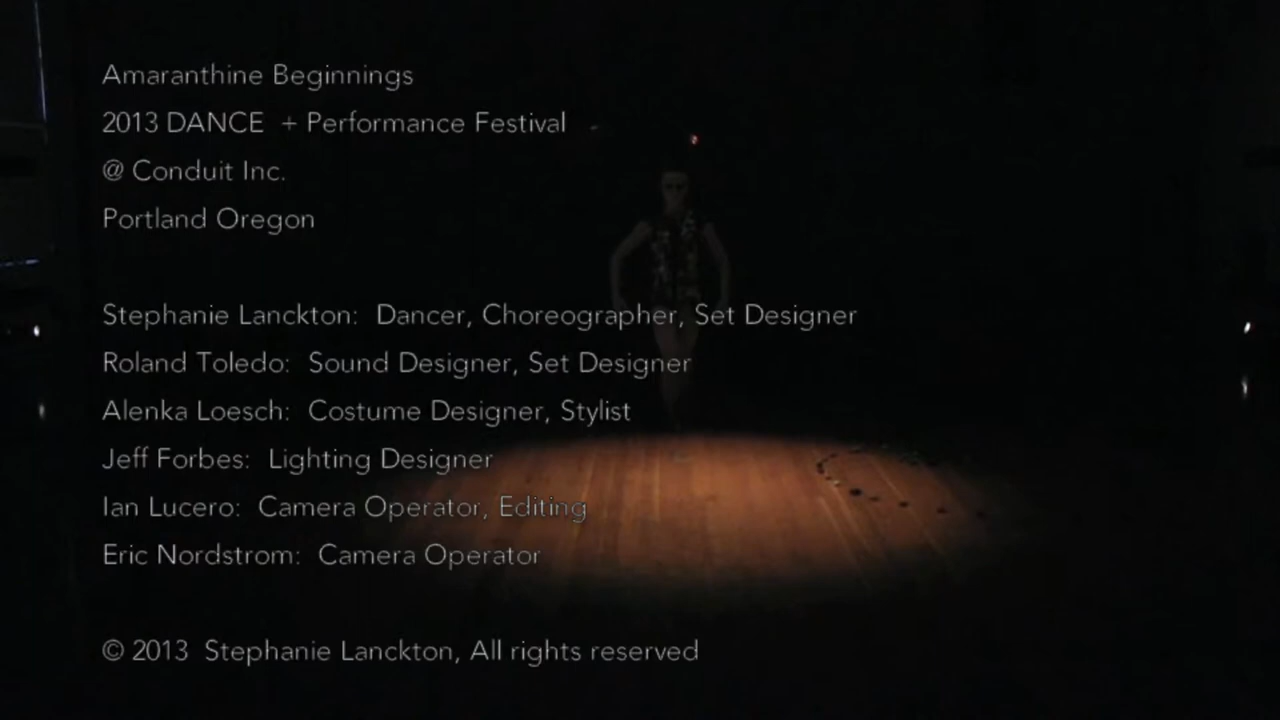 Amaranthine Beginnings
2013 DANCE + Performance Festival
@ Conduit Inc.
Portland Oregon
Stephanie Lanckton: Dancer, Choreographer, Set Designer
Roland Toledo: Sound Designer, Set Designer
Alenka Loesch: Costume Designer, Stylist
Jeff Forbes: Lighting Designer
Ian Lucero: Camera Operator, Editing
Eric Nordstrom: Camera Operator
© 2013 Stephanie Lanckton, All rights reserved